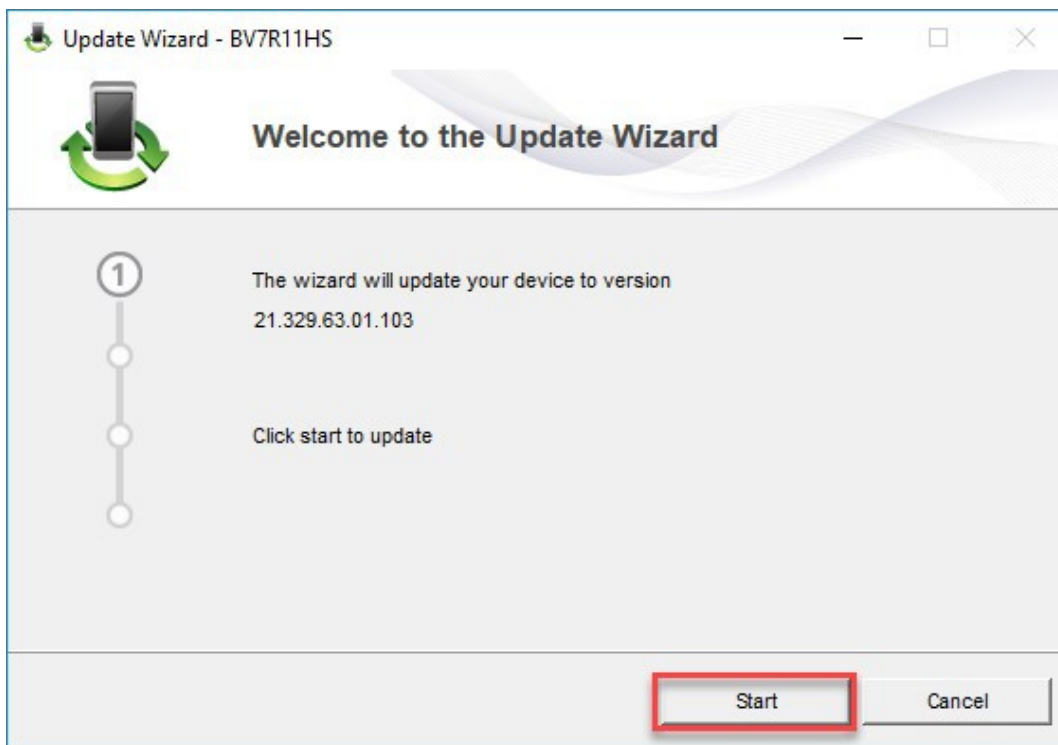 Update Wizard - BV7R11HS
Welcome to the Update Wizard
1
The wizard will update your device to version
21.329.63.01.103
Click start to update
Start
Cancel